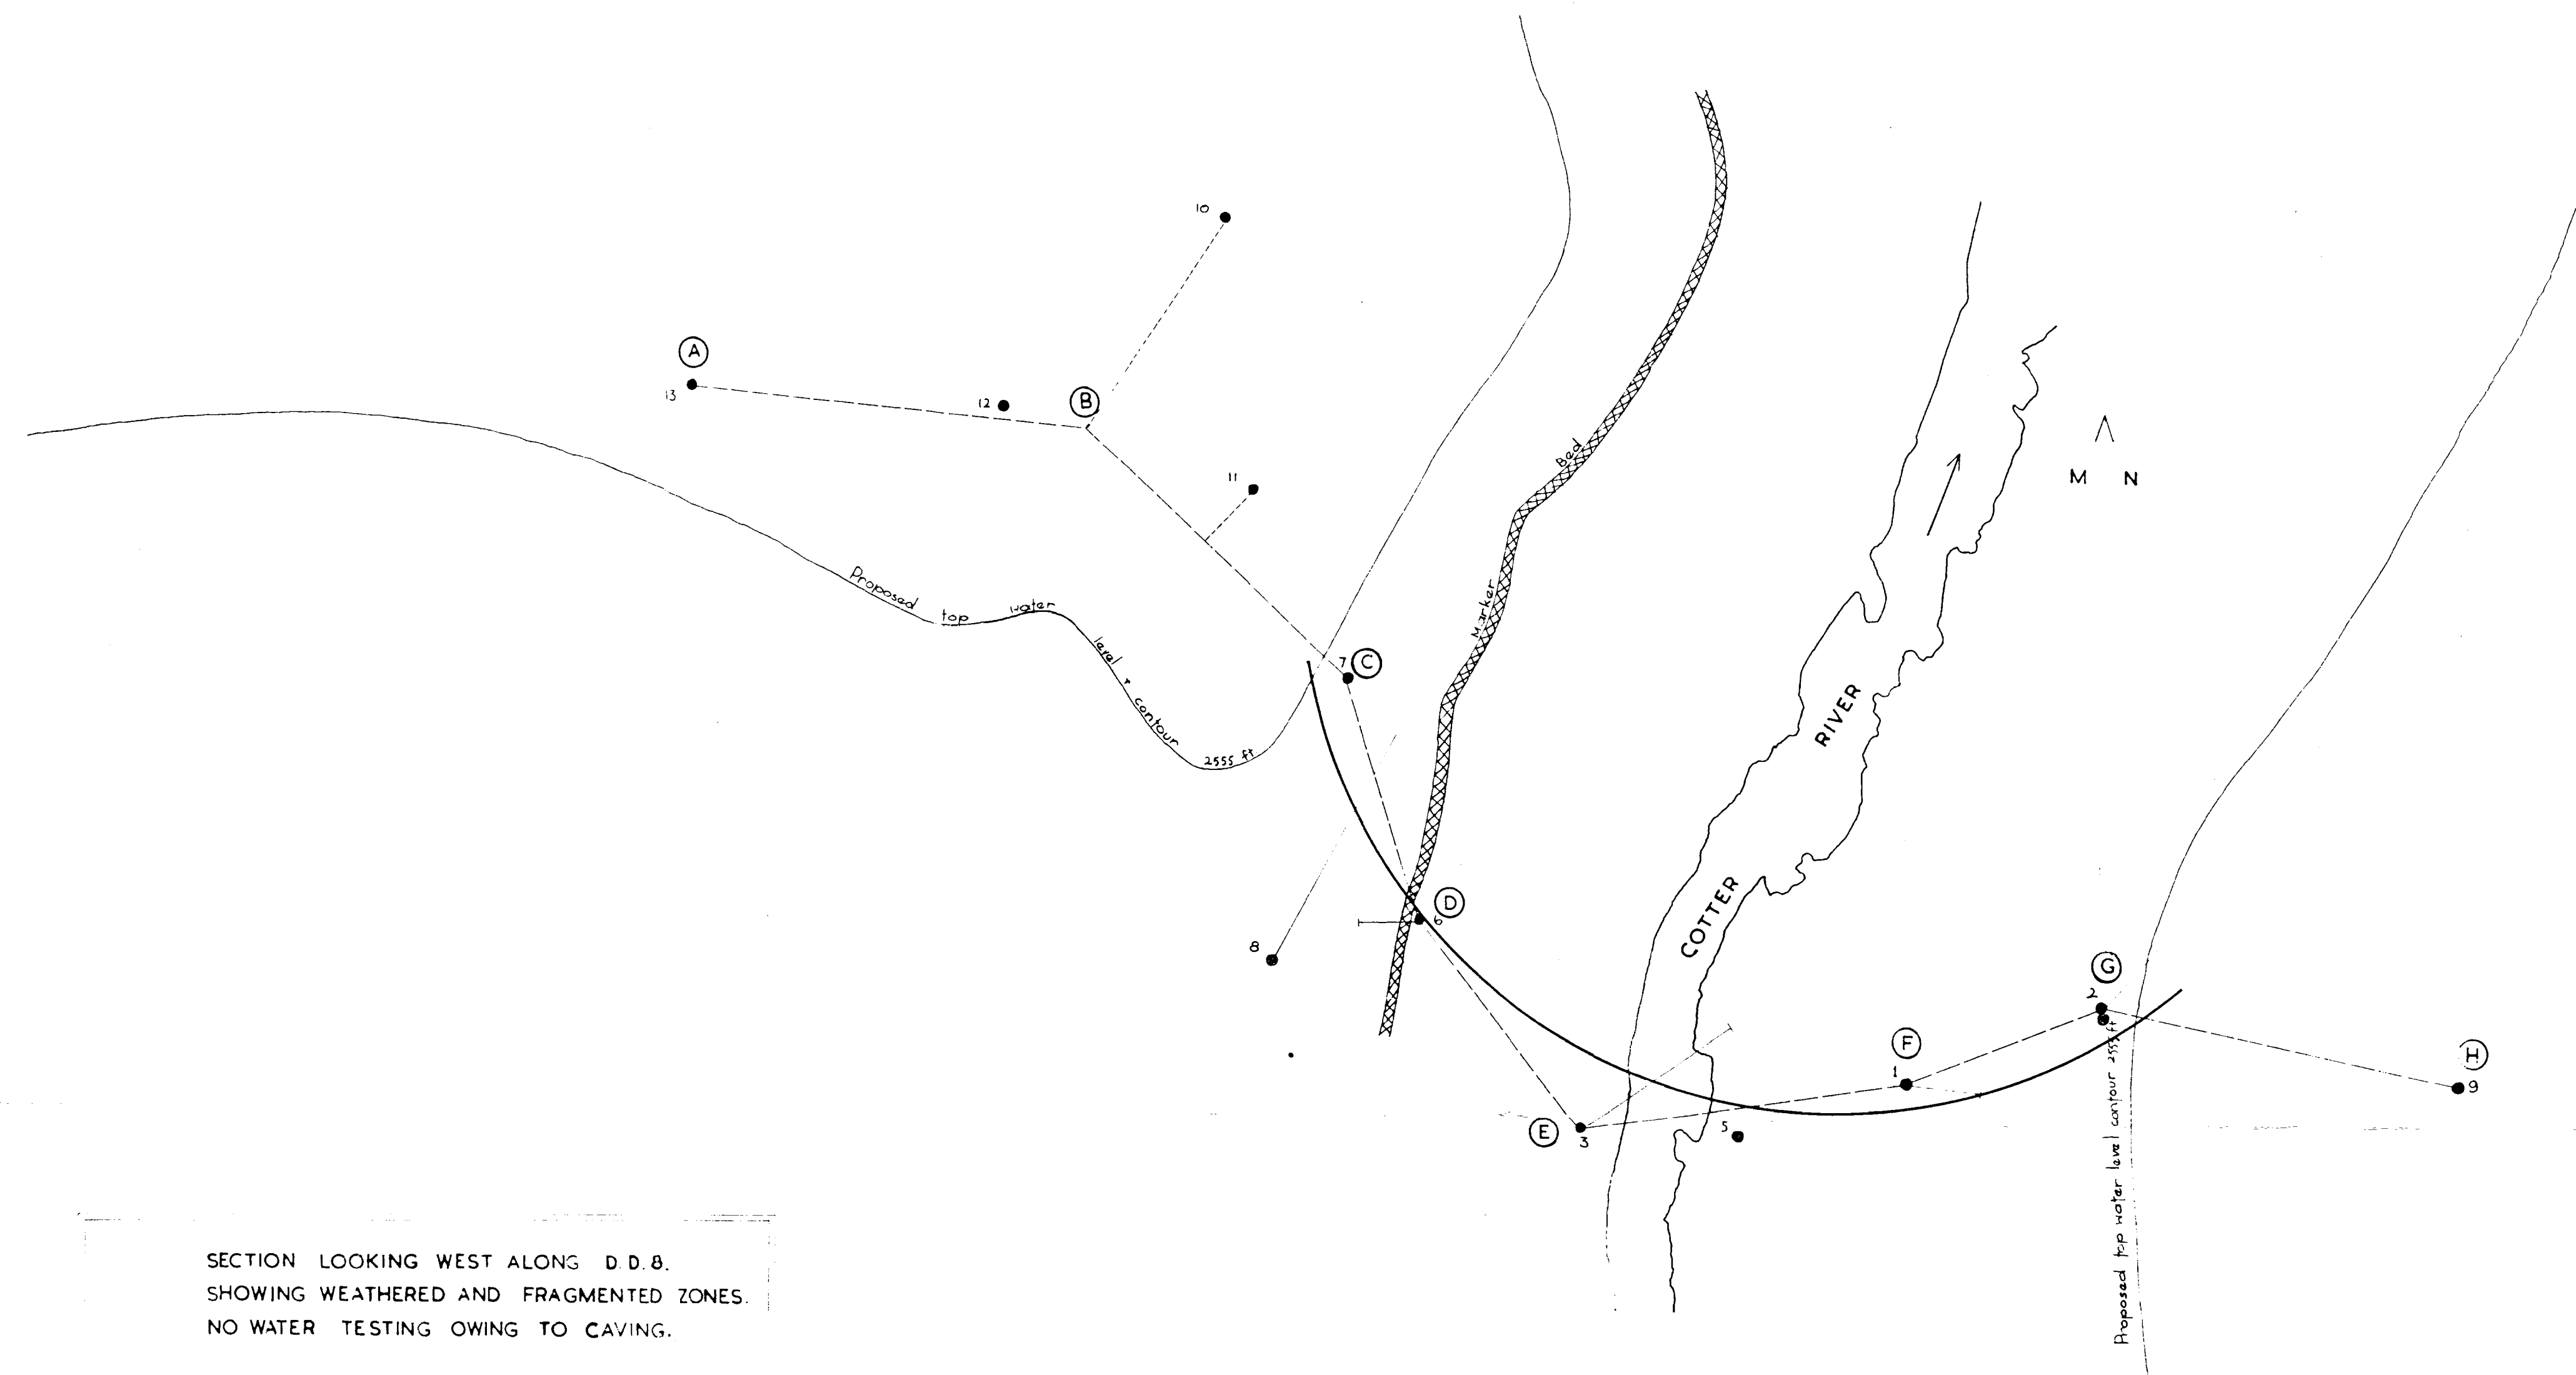 10
A
13
12
B
11
Bed
M N
Proposed top water level contour 2555 ft
Marker
7 C
RIVER
COTTER
D
6
8
G
2
F
1
H
9
E
3
5
Proposed top water level contour 2555 ft
SECTION LOOKING WEST ALONG D.D.8.
SHOWING WEATHERED AND FRAGMENTED ZONES.
NO WATER TESTING OWING TO CAVING.